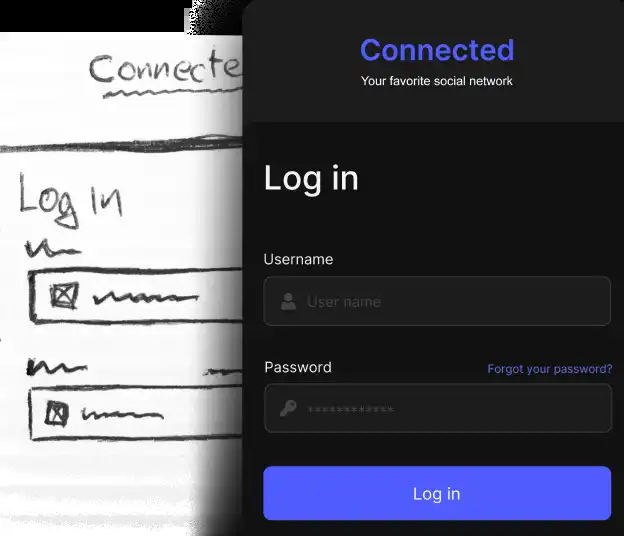 Connecte
Log in
Connected
Your favorite social network
Log in
Username
User name
Password
Forgot your password?
************
Log in